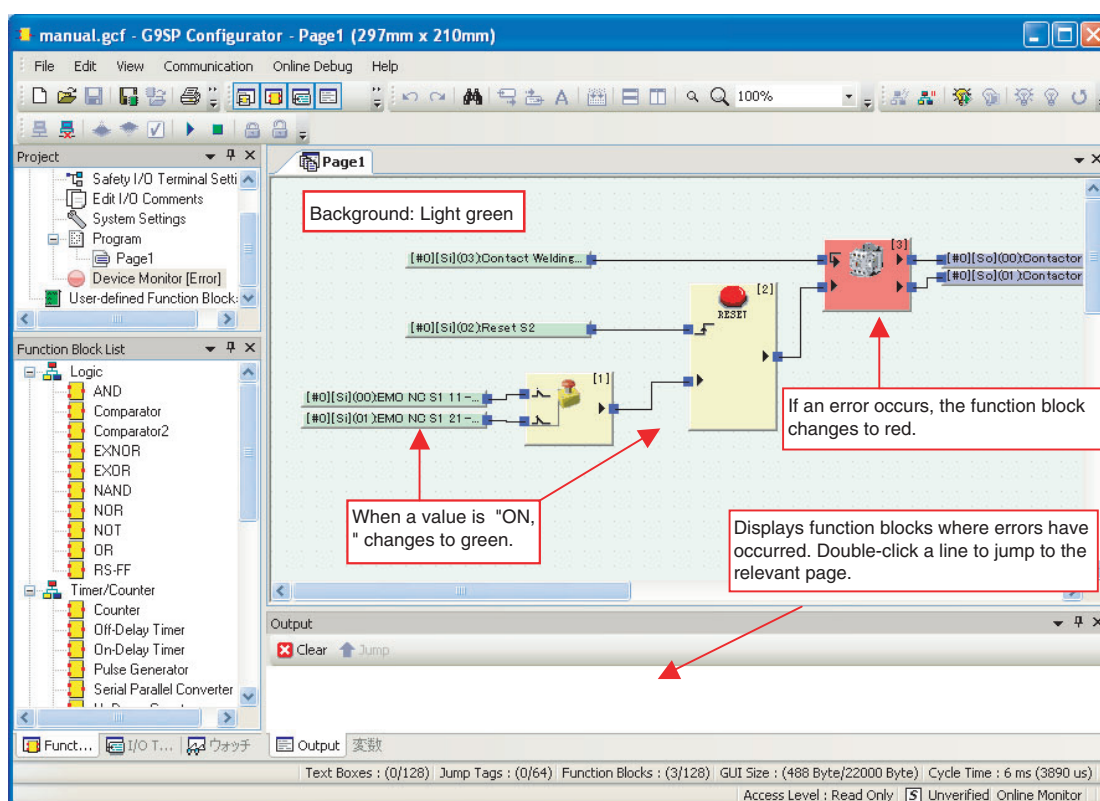 manual.gcf - G9SP Configurator - Page1 (297mm x 210mm)
File Edit View Communication Online Debug Help
100%
Project
Safety I/O Terminal Setti
Edit I/O Comments
System Settings
Program
Page1
Device Monitor [Error]
User-defined Function Block:
Page1
Background: Light green
[#0][Si](03):Contact Welding...
[#0][Si](02):Reset S2
[#0][Si](00):EMO NC S1 11-...
[#0][Si](01):EMO NC S1 21-...
[1]
[2]
RESET
[3]
[#0][So](00):Contactor
[#0][So](01):Contactor
If an error occurs, the function block
changes to red.
When a value is "ON,
" changes to green.
Displays function blocks where errors have
occurred. Double-click a line to jump to the
relevant page.
Function Block List
Logic
AND
Comparator
Comparator2
EXNOR
EXOR
NAND
NOR
NOT
OR
RS-FF
Timer/Counter
Counter
Off-Delay Timer
On-Delay Timer
Pulse Generator
Serial Parallel Converter
Output
Clear Jump
Funct... I/O T... ウォッチ
Output 変数
Text Boxes : (0/128) Jump Tags : (0/64) Function Blocks : (3/128) GUI Size : (488 Byte/22000 Byte) Cycle Time : 6 ms (3890 us)
Access Level : Read Only S Unverified Online Monitor